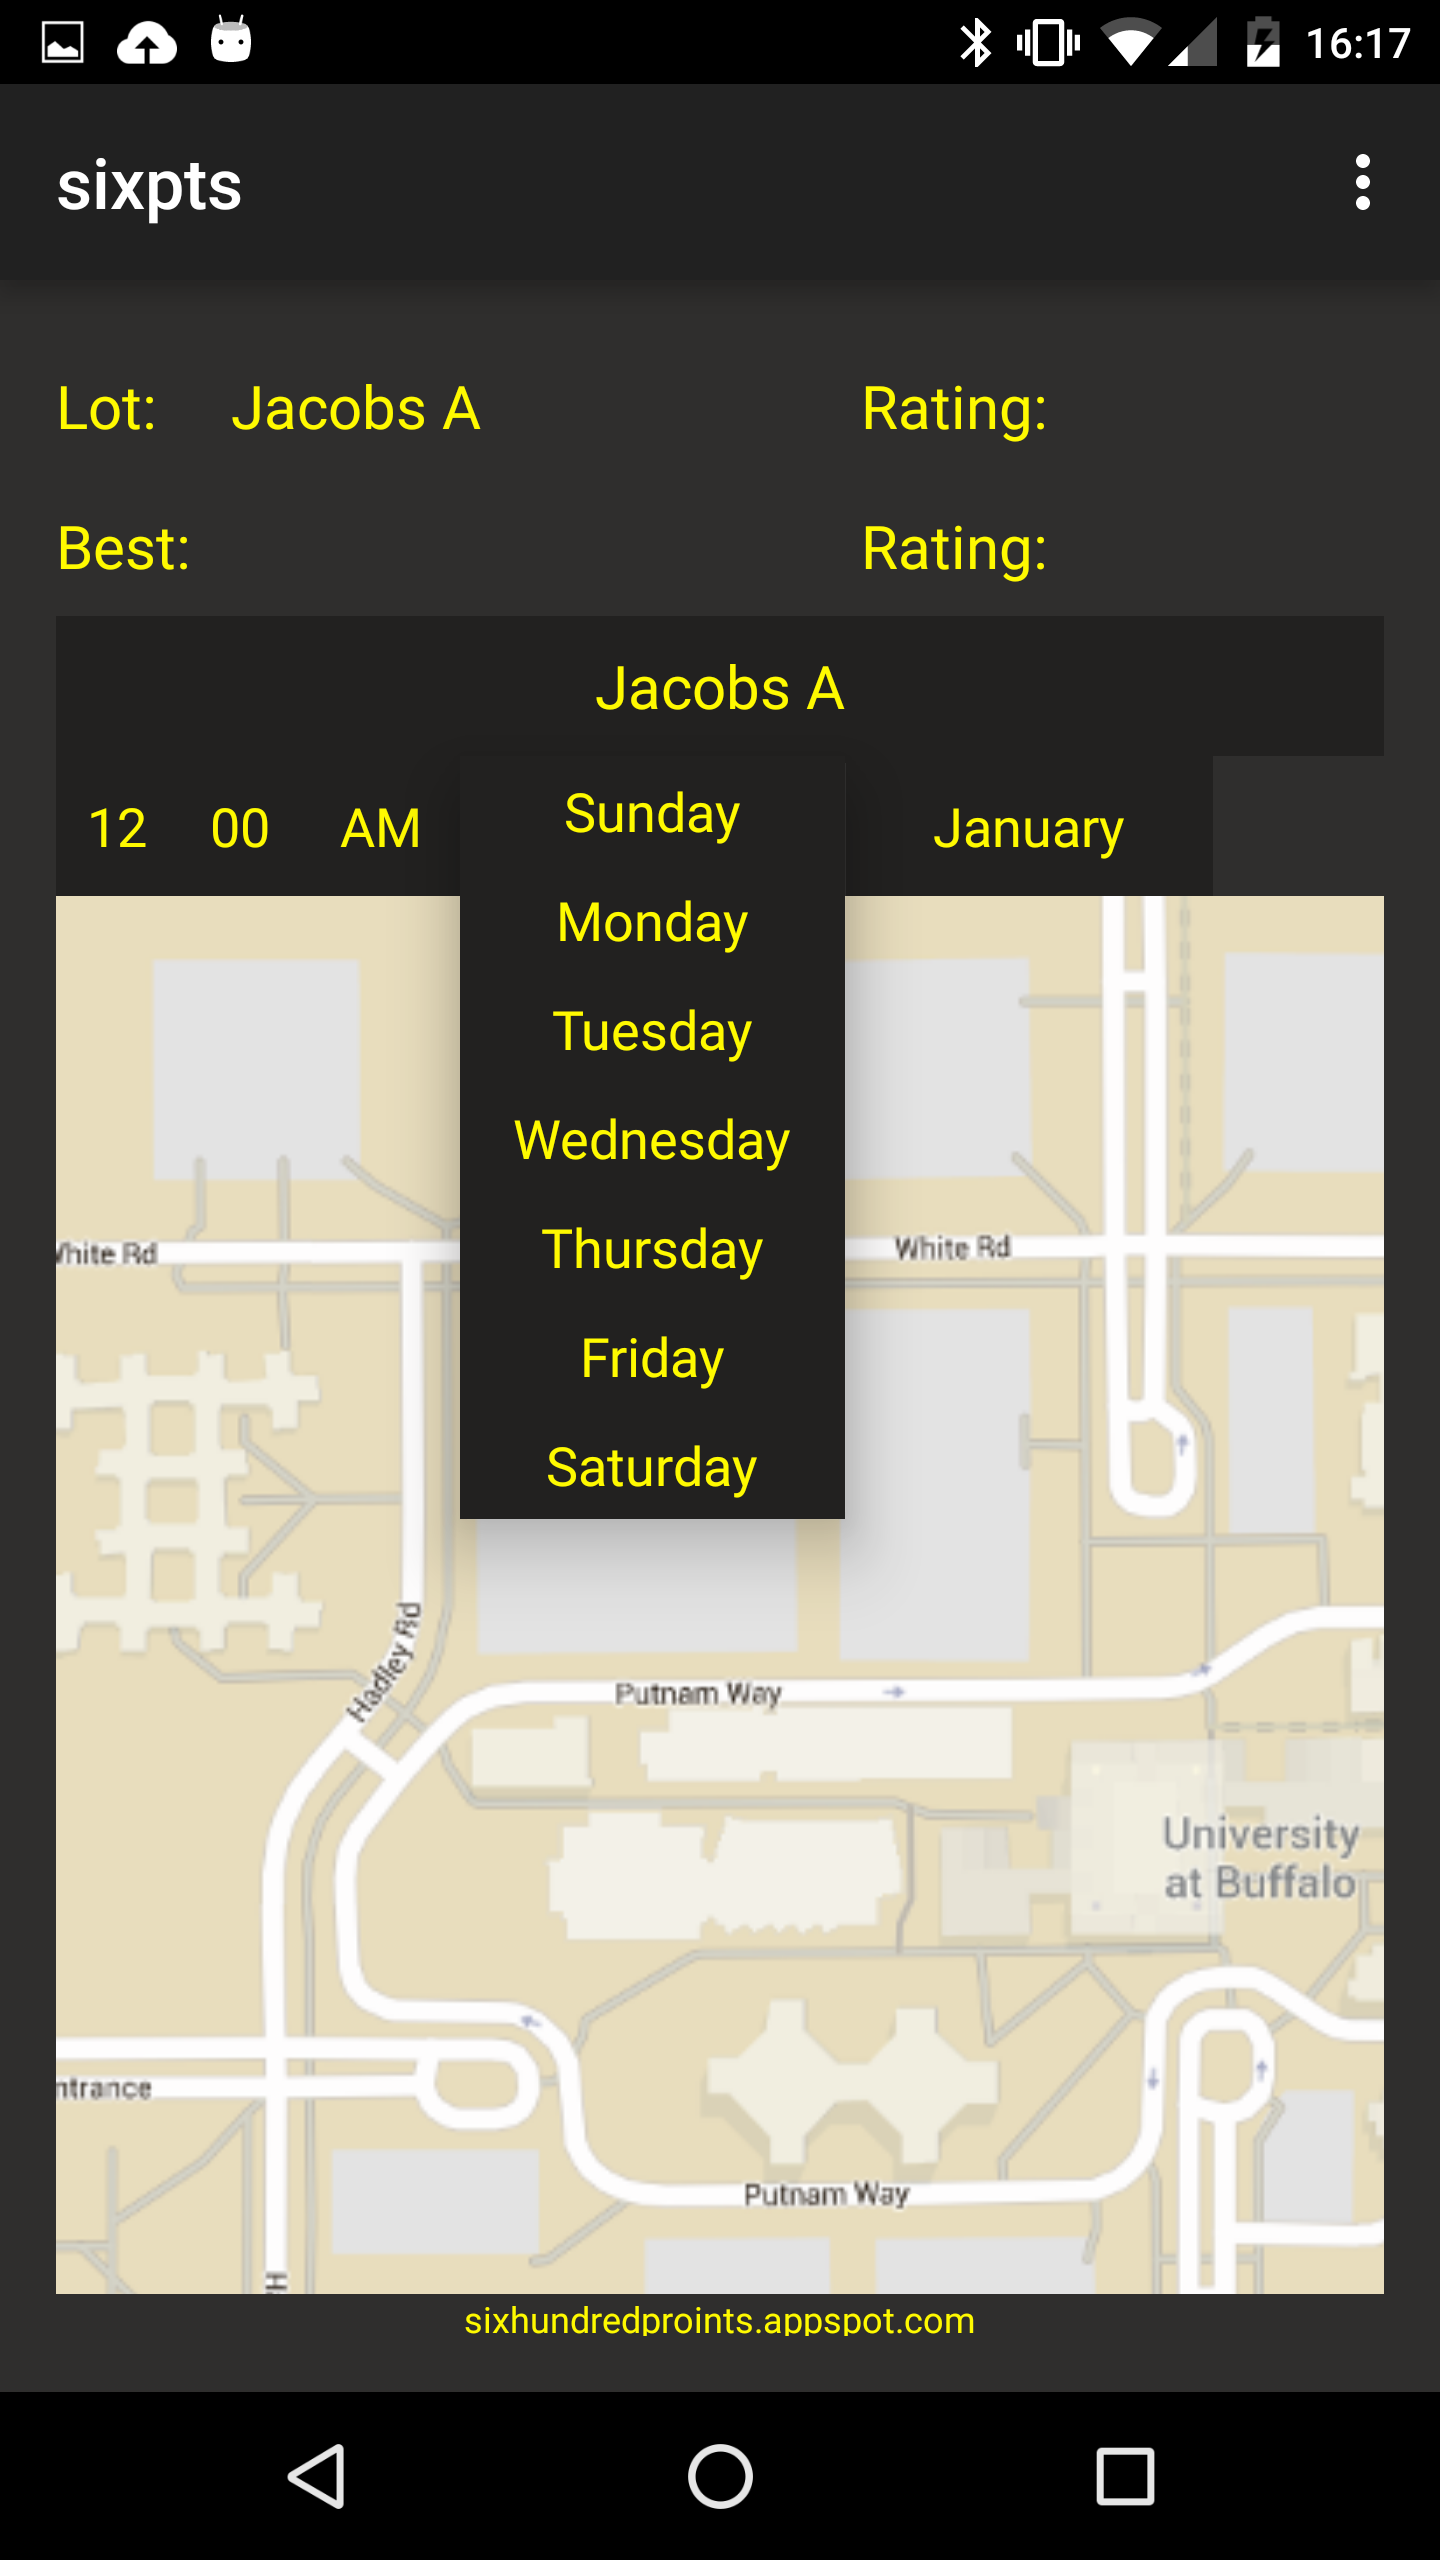 16:17
sixpts
Lot: Jacobs A Rating:
Best: Rating:
Jacobs A
12 00 AM January
Sunday
Monday
Tuesday
Wednesday
Thursday
Friday
Saturday
White Rd
White Rd
Hadley Rd
Putnam Way
University
at Buffalo
ntrance
Putnam Way
H
sixhundredproints.appspot.com